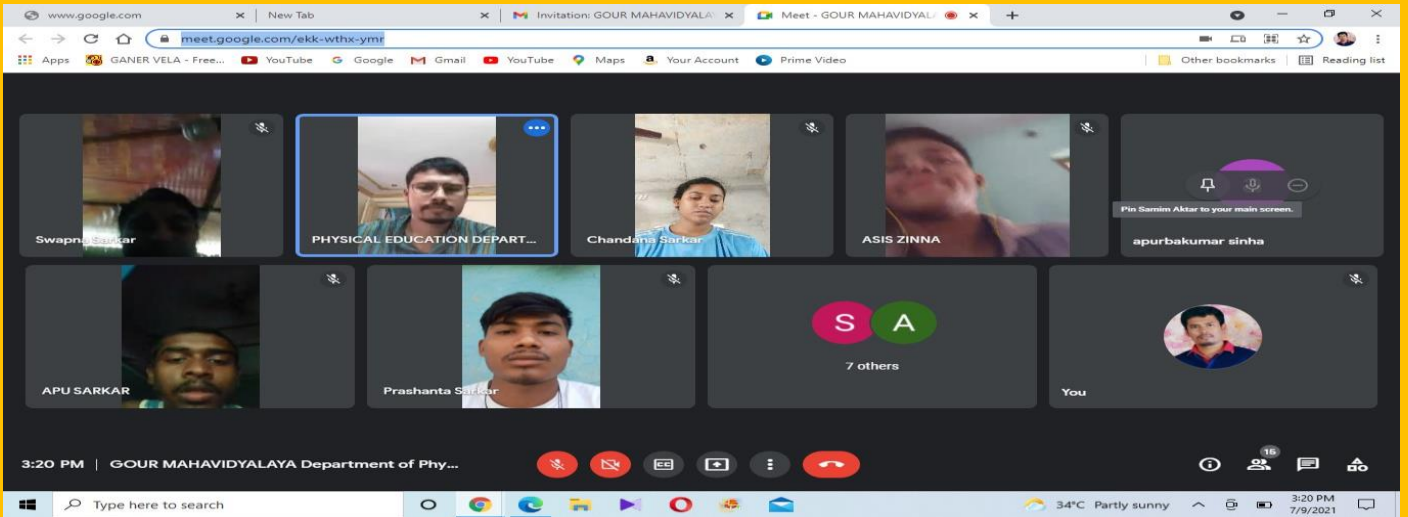 www.google.com
New Tab
Invitation: GOUR MAHAVIDYALA
Meet - GOUR MAHAVIDYAL
meet.google.com/ekk-wthx-ymr
Apps GANER VELA - Free... YouTube Google Gmail YouTube Maps Your Account Prime Video Other bookmarks Reading list
Pin Samim Aktar to your main screen.
Swapna Sarkar PHYSICAL EDUCATION DEPART... Chandana Sarkar ASIS ZINNA apurbakumar sinha
S A
7 others
APU SARKAR Prashanta Sarkar You
3:20 PM | GOUR MAHAVIDYALAYA Department of Phy...
CC
15
Type here to search
34°C Partly sunny
3:20 PM
7/9/2021